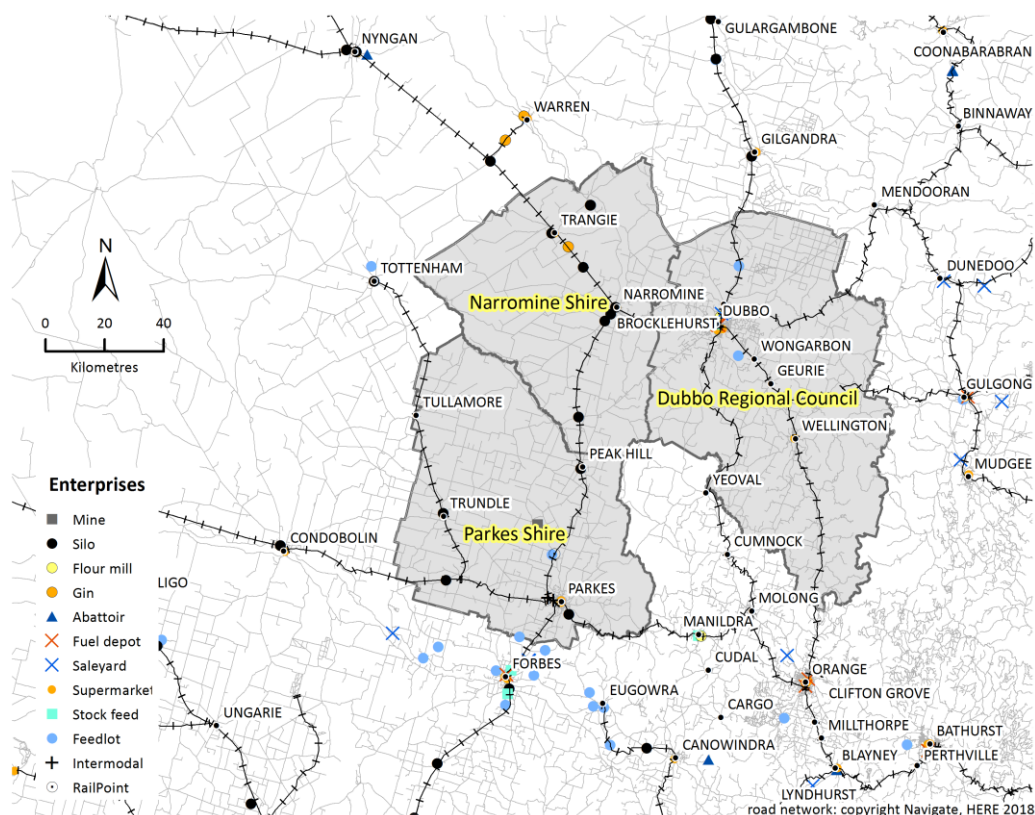 NYNGAN
GULARGAMBONE
COONABARABRAN
WARREN
BINNAWAY
GILGANDRA
MENDOORAN
TRANGIE
N
TOTTENHAM
DUNEDOO
Narromine Shire
NARROMINE
0 20 40
BROCKLEHURST
DUBBO
Kilometres
WONGARBON
GEURIE
GULGONG
Dubbo Regional Council
TULLAMORE
WELLINGTON
PEAK HILL
MUDGEE
Enterprises
YEOVAL
Mine
TRUNDLE
Silo
Parkes Shire
CONDOBOLIN
CUMNOCK
Flour mill
LIGO
Gin
PARKES
MOLONG
Abattoir
MANILDRA
Fuel depot
Saleyard
FORBES
CUDAL
ORANGE
Supermarket
EUGOWRA
CLIFTON GROVE
Stock feed
UNGARIE
CARGO
MILLTHORPE
BATHURST
Feedlot
CANOWINDRA
BLAYNEY
PERTHVILLE
Intermodal
RailPoint
LYNDHURST
road network: copyright Navigate, HERE 2018